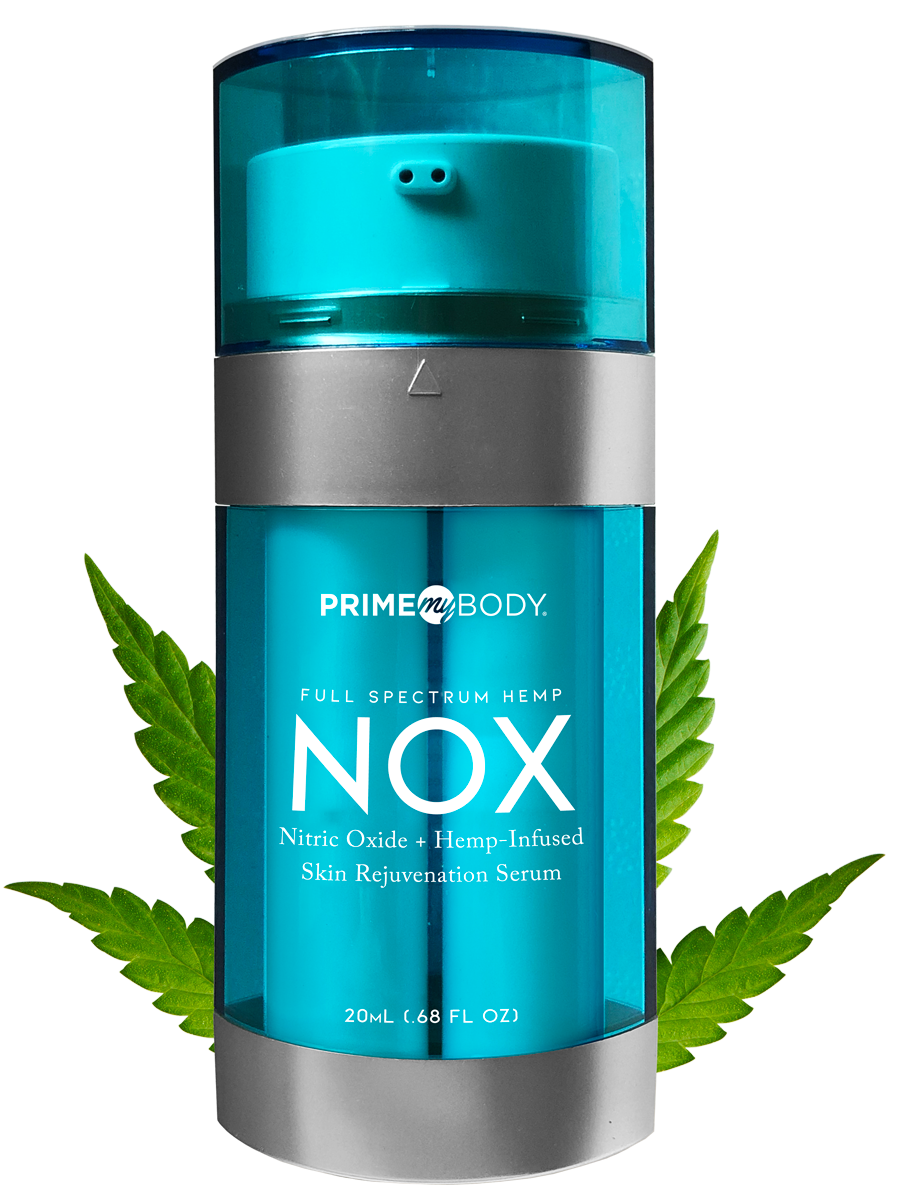 PRIME my BODY®
FULL SPECTRUM HEMP
NOX
Nitric Oxide + Hemp-Infused
Skin Rejuvenation Serum
20mL (.68 FL OZ)